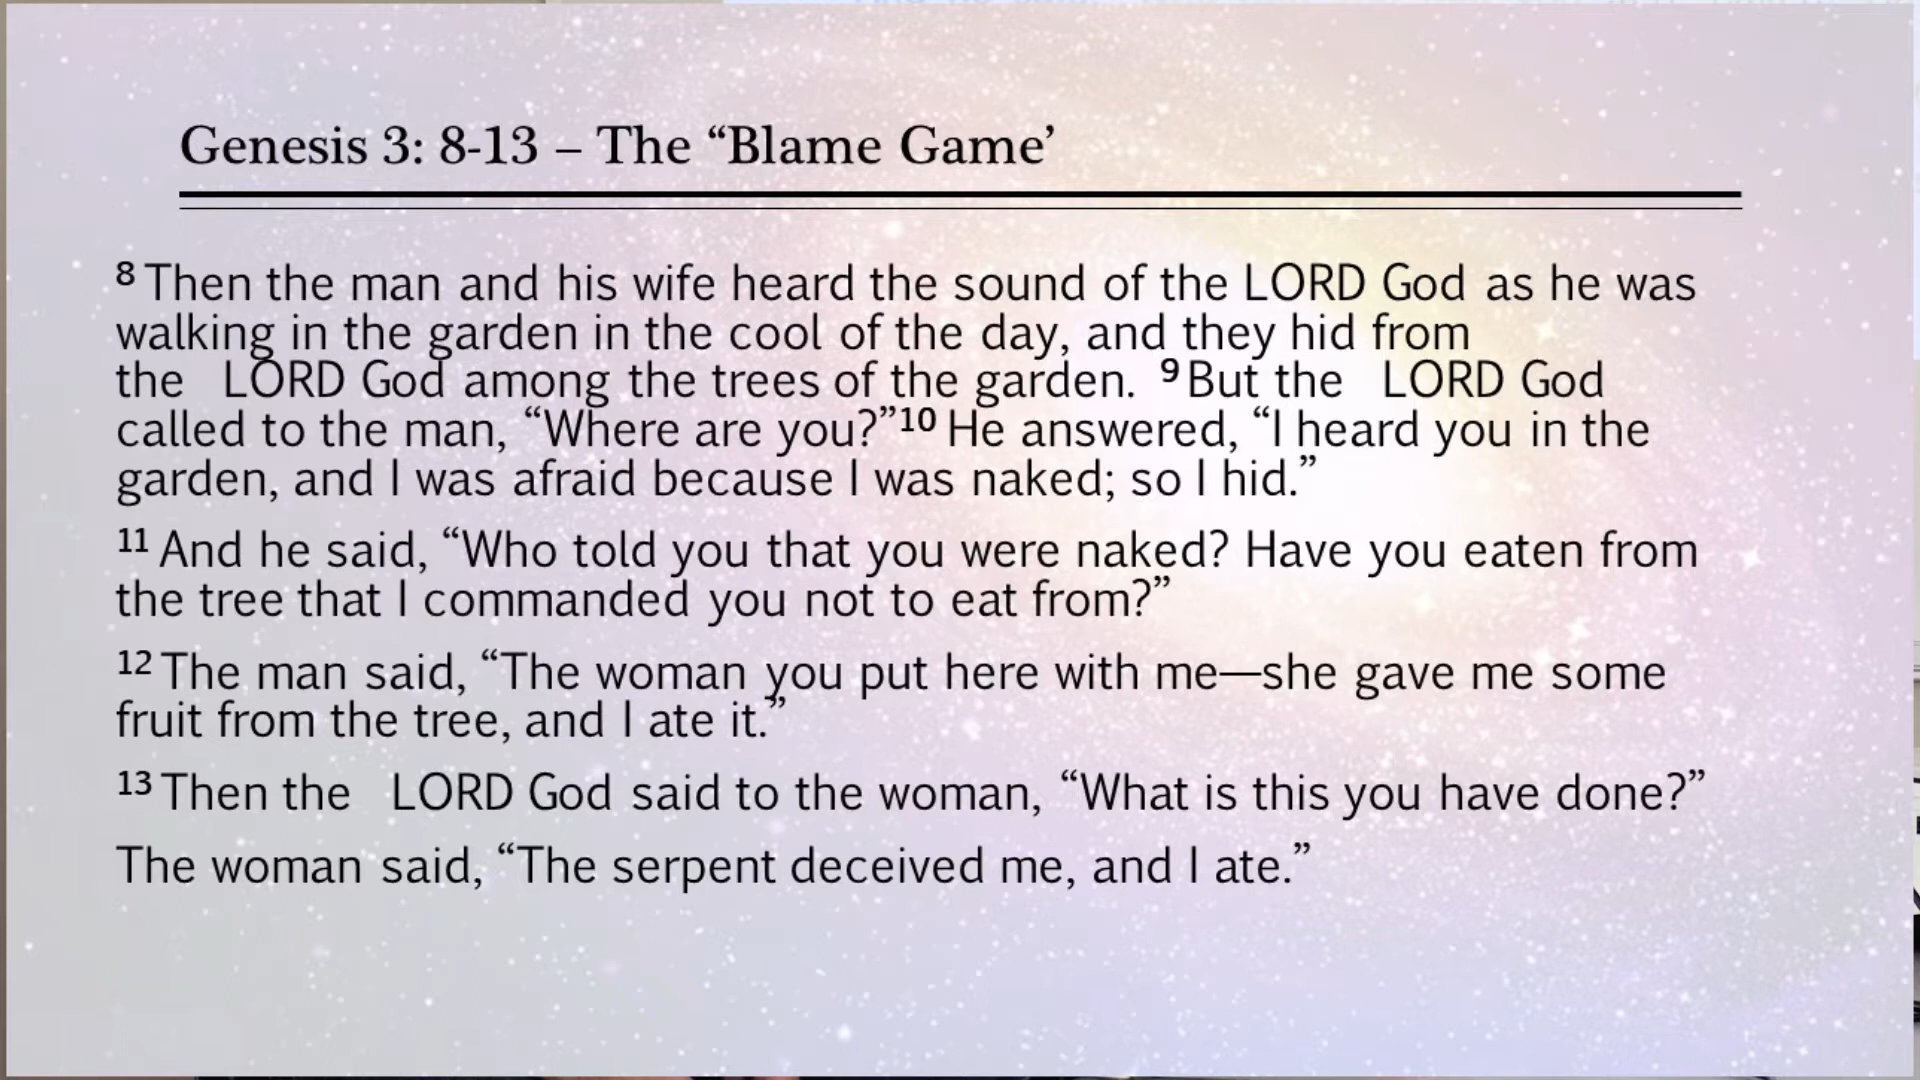 Genesis 3: 8-13 – The “Blame Game’
8 Then the man and his wife heard the sound of the LORD God as he was
walking in the garden in the cool of the day, and they hid from
the LORD God among the trees of the garden. 9 But the LORD God
called to the man, “Where are you?”10 He answered, “I heard you in the
garden, and I was afraid because I was naked; so I hid.”
11 And he said, “Who told you that you were naked? Have you eaten from
the tree that I commanded you not to eat from?”
12 The man said, “The woman you put here with me—she gave me some
fruit from the tree, and I ate it.”
13 Then the LORD God said to the woman, “What is this you have done?”
The woman said, “The serpent deceived me, and I ate.”